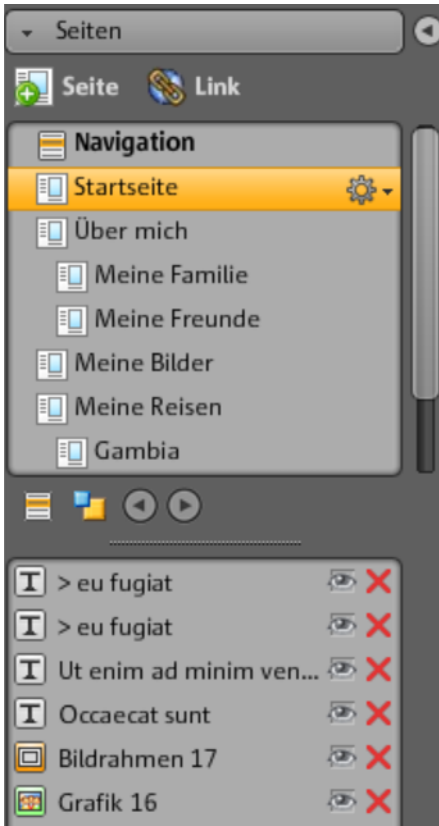 Seiten
Seite Link
Navigation
Startseite
Über mich
Meine Familie
Meine Freunde
Meine Bilder
Meine Reisen
Gambia
> eu fugiat
> eu fugiat
Ut enim ad minim ven...
Occaecat sunt
Bildrahmen 17
Grafik 16